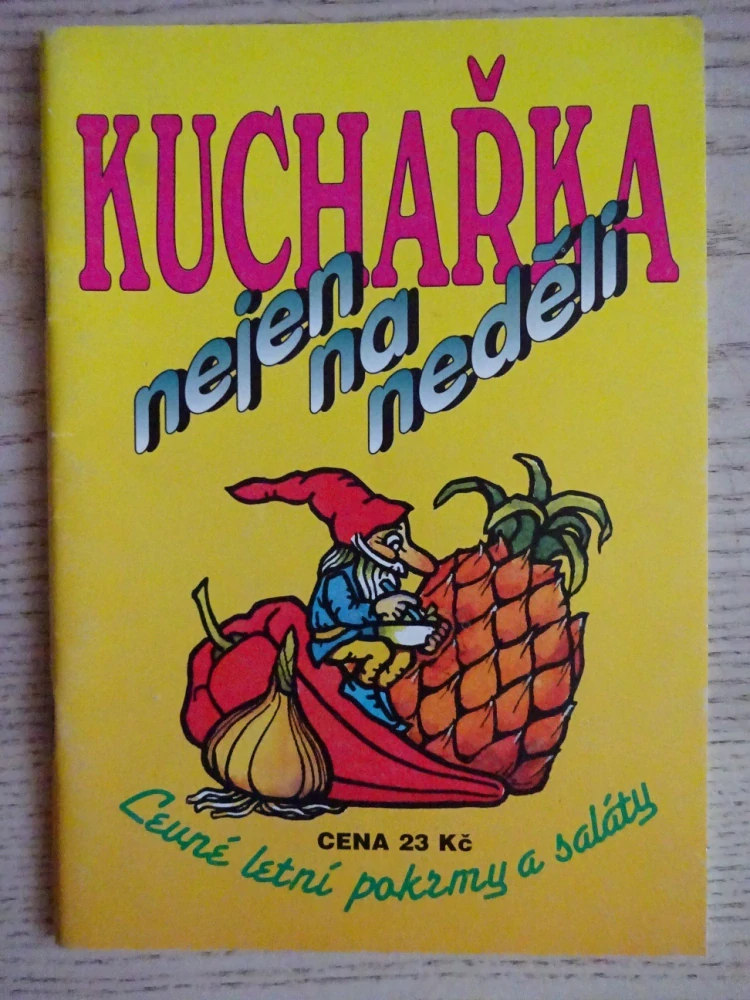 KUCHAŘKA
nejen
na
neděli
CENA 23 Kč
Levné letní pokrmy a saláty